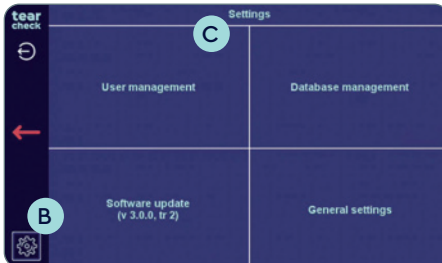 tear
check
Settings
C
User management
Database management
Software update
(v 3.0.0, tr 2)
General settings
B